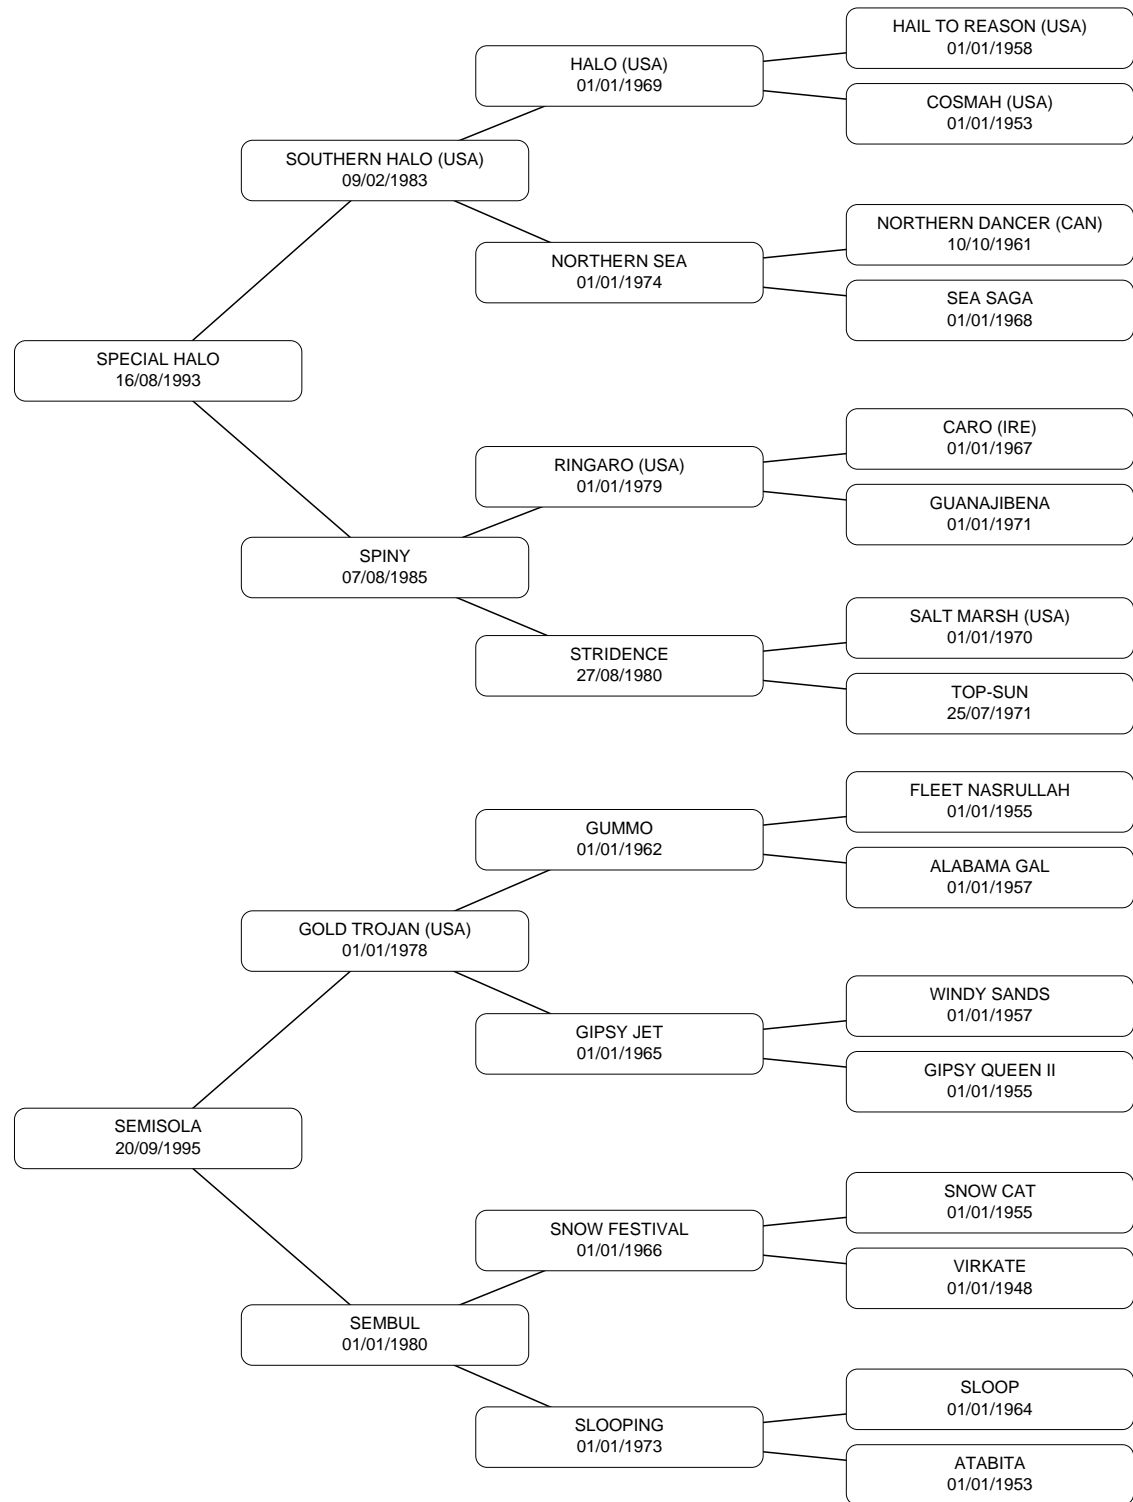 HAIL TO REASON (USA)
01/01/1958
HALO (USA)
01/01/1969
COSMAH (USA)
01/01/1953
SOUTHERN HALO (USA)
09/02/1983
NORTHERN DANCER (CAN)
10/10/1961
NORTHERN SEA
01/01/1974
SEA SAGA
01/01/1968
SPECIAL HALO
16/08/1993
CARO (IRE)
01/01/1967
RINGARO (USA)
01/01/1979
GUANAJIBENA
01/01/1971
SPINY
07/08/1985
SALT MARSH (USA)
01/01/1970
STRIDENCE
27/08/1980
TOP-SUN
25/07/1971
FLEET NASRULLAH
01/01/1955
GUMMO
01/01/1962
ALABAMA GAL
01/01/1957
GOLD TROJAN (USA)
01/01/1978
WINDY SANDS
01/01/1957
GIPSY JET
01/01/1965
GIPSY QUEEN II
01/01/1955
SEMISOLA
20/09/1995
SNOW CAT
01/01/1955
SNOW FESTIVAL
01/01/1966
VIRKATE
01/01/1948
SEMBUL
01/01/1980
SLOOP
01/01/1964
SLOOPING
01/01/1973
ATABITA
01/01/1953